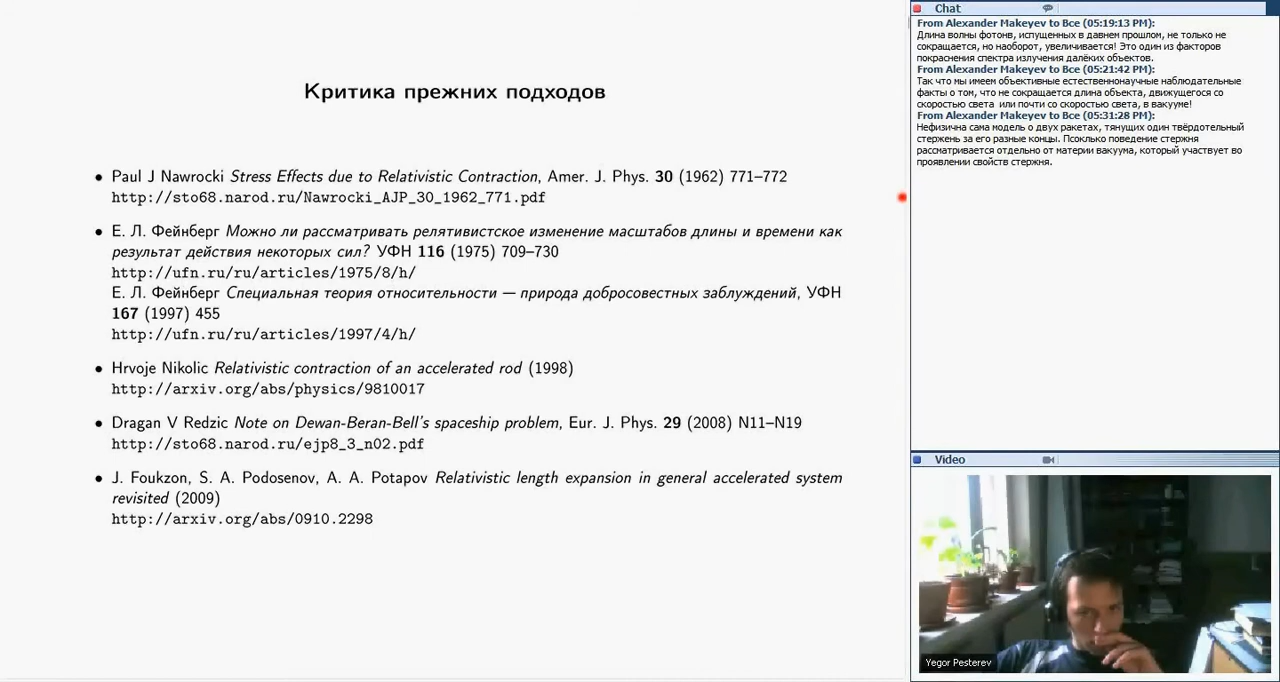 Критика прежних подходов
• Paul J Nawrocki Stress Effects due to Relativistic Contraction, Amer. J. Phys. 30 (1962) 771–772
http://sto68.narod.ru/Nawrocki_AJP_30_1962_771.pdf
• Е. Л. Фейнберг Можно ли рассматривать релятивистское изменение масштабов длины и времени как
результат действия некоторых сил? УФН 116 (1975) 709–730
http://ufn.ru/ru/articles/1975/8/h/
Е. Л. Фейнберг Специальная теория относительности — природа добросовестных заблуждений, УФН
167 (1997) 455
http://ufn.ru/ru/articles/1997/4/h/
• Hrvoje Nikolic Relativistic contraction of an accelerated rod (1998)
http://arxiv.org/abs/physics/9810017
• Dragan V Redzic Note on Dewan-Beran-Bell's spaceship problem, Eur. J. Phys. 29 (2008) N11–N19
http://sto68.narod.ru/ejp8_3_n02.pdf
• J. Foukzon, S. A. Podosenov, A. A. Potapov Relativistic length expansion in general accelerated system
revisited (2009)
http://arxiv.org/abs/0910.2298
Chat
From Alexander Makeyev to Все (05:19:13 PM):
Длина волны фотонв, испущенных в давнем прошлом, не только не
сокращается, но наоборот, увеличивается! Это один из факторов
покраснения спектра излучения далёких объектов.
From Alexander Makeyev to Все (05:21:42 PM):
Так что мы имеем объективные естественнонаучные наблюдательные
факты о том, что не сокращается длина объекта, движущегося со
скоростью света или почти со скоростью света, в вакууме!
From Alexander Makeyev to Все (05:31:28 PM):
Нефизична сама модель о двух ракетах, тянущих один твёрдотельный
стержень за его разные концы. Псоклько поведение стержня
рассматривается отдельно от материи вакуума, который участвует во
проявлении свойств стержня.
Video
Yegor Pesterev